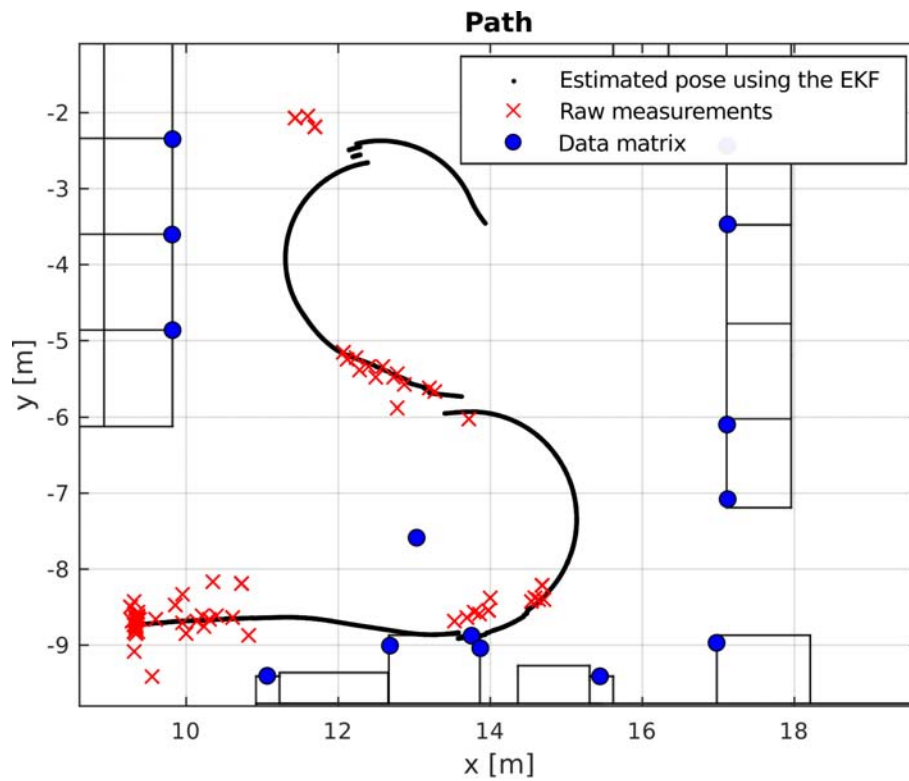 Path
Estimated pose using the EKF
Raw measurements
Data matrix
-2
-3
-4
-5
-6
-7
-8
-9
y [m]
10
12
14
16
18
x [m]